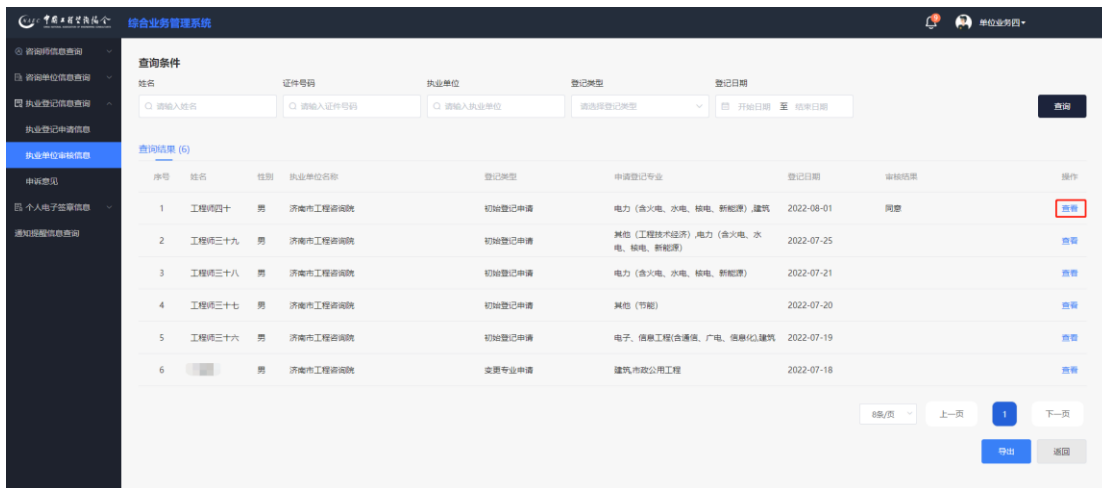 中国工程咨询协会
综合业务管理系统
9
单位业务四
咨询师信息查询
咨询单位信息查询
执业登记信息查询
执业登记申请信息
执业单位审核信息
申诉意见
个人电子签章信息
通知提醒信息查询
查询条件
姓名 证件号码 执业单位 登记类型 登记日期
请输入姓名 请输入证件号码 请输入执业单位 请选择登记类型 开始日期 至 结束日期 查询
查询结果 (6)
序号 姓名 性别 执业单位名称 登记类型 申请登记专业 登记日期 审核结果 操作
1 工程师四十 男 济南市工程咨询院 初始登记申请 电力（含火电、水电、核电、新能源）,建筑 2022-08-01 同意 查看
2 工程师三十九 男 济南市工程咨询院 初始登记申请 其他（工程技术经济）,电力（含火电、水
电、核电、新能源） 2022-07-25 查看
3 工程师三十八 男 济南市工程咨询院 初始登记申请 电力（含火电、水电、核电、新能源） 2022-07-21 查看
4 工程师三十七 男 济南市工程咨询院 初始登记申请 其他（节能） 2022-07-20 查看
5 工程师三十六 男 济南市工程咨询院 初始登记申请 电子、信息工程(含通信、广电、信息化),建筑 2022-07-19 查看
6 男 济南市工程咨询院 变更专业申请 建筑,市政公用工程 2022-07-18 查看
8条/页 上一页 1 下一页
导出 返回